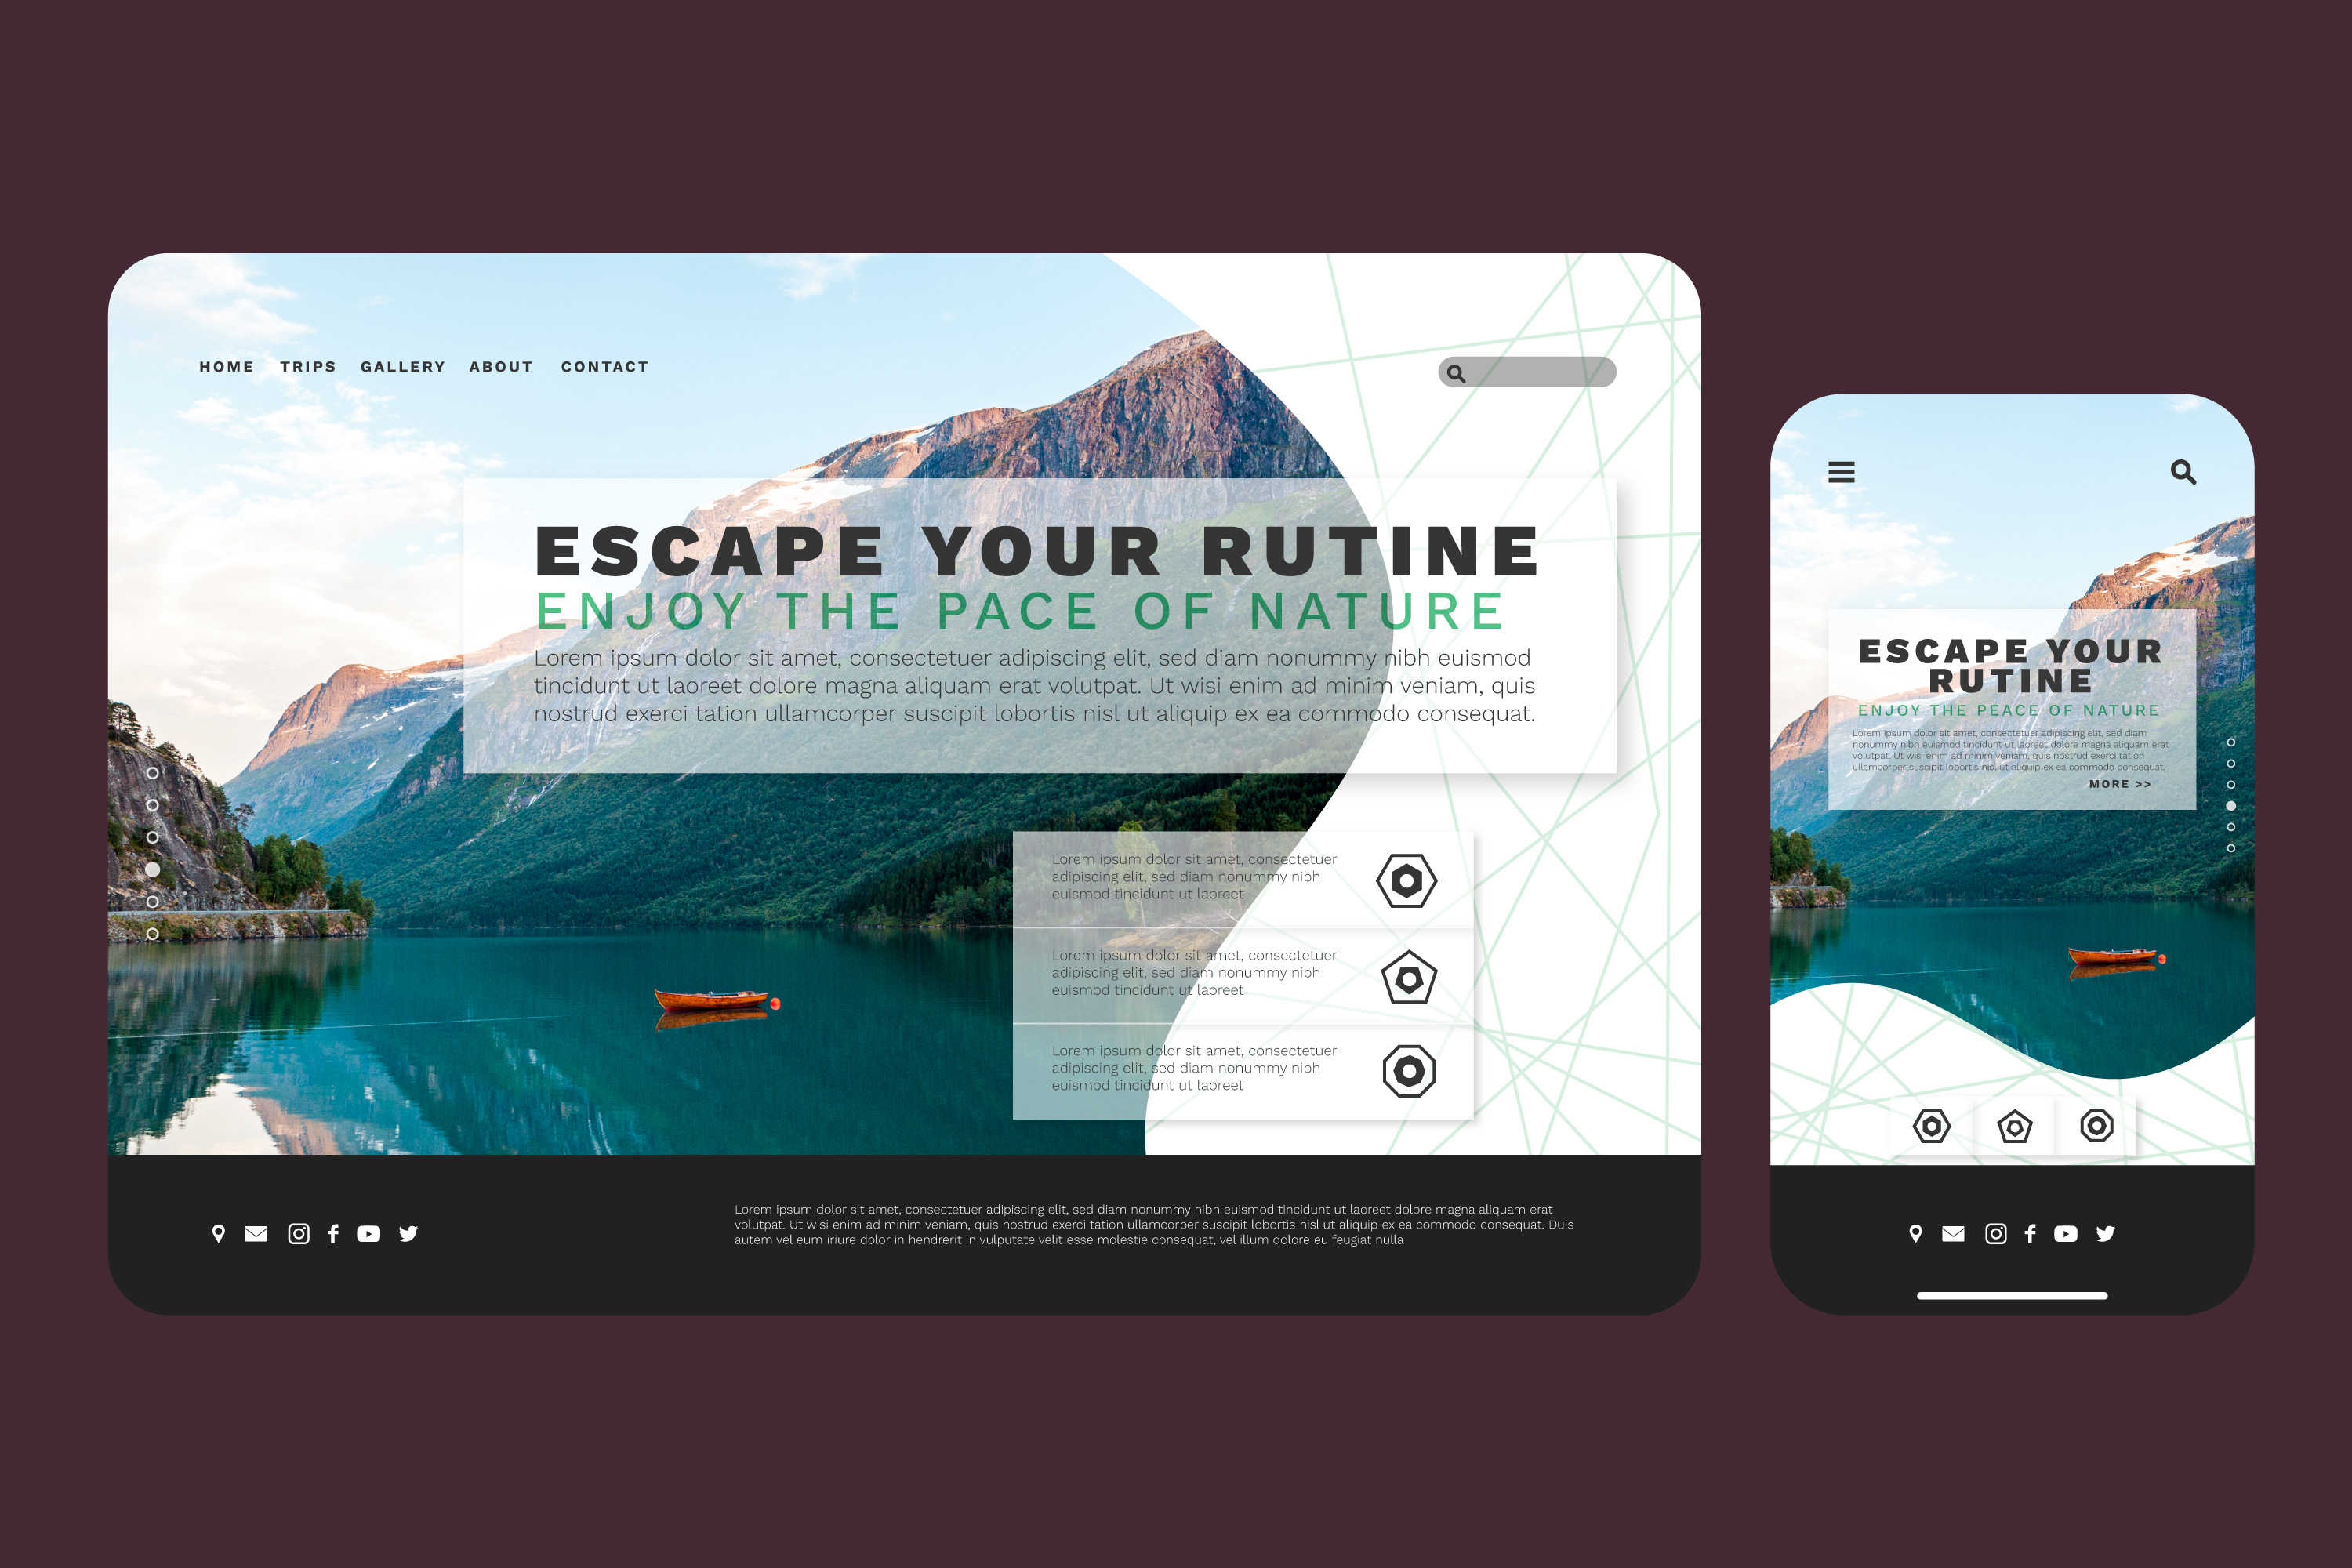 HOME TRIPS GALLERY ABOUT CONTACT
ESCAPE YOUR RUTINE
ENJOY THE PACE OF NATURE
Lorem ipsum dolor sit amet, consectetuer adipiscing elit, sed diam nonummy nibh euismod
tincidunt ut laoreet dolore magna aliquam erat volutpat. Ut wisi enim ad minim veniam, quis
nostrud exerci tation ullamcorper suscipit lobortis nisl ut aliquip ex ea commodo consequat.
Lorem ipsum dolor sit amet, consectetuer
adipiscing elit, sed diam nonummy nibh
euismod tincidunt ut laoreet
Lorem ipsum dolor sit amet, consectetuer
adipiscing elit, sed diam nonummy nibh
euismod tincidunt ut laoreet
Lorem ipsum dolor sit amet, consectetuer
adipiscing elit, sed diam nonummy nibh
euismod tincidunt ut laoreet
Lorem ipsum dolor sit amet, consectetuer adipiscing elit, sed diam nonummy nibh euismod tincidunt ut laoreet dolore magna aliquam erat
volutpat. Ut wisi enim ad minim veniam, quis nostrud exerci tation ullamcorper suscipit lobortis nisl ut aliquip ex ea commodo consequat. Duis
autem vel eum iriure dolor in hendrerit in vulputate velit esse molestie consequat, vel illum dolore eu feugiat nulla
ESCAPE YOUR
RUTINE
ENJOY THE PEACE OF NATURE
Lorem ipsum dolor sit amet, consectetuer adipiscing elit, sed diam
nonummy nibh euismod tincidunt ut laoreet dolore magna aliquam erat
volutpat. Ut wisi enim ad minim veniam, quis nostrud exerci tation
ullamcorper suscipit lobortis nisl ut aliquip ex ea commodo consequat.
MORE >>